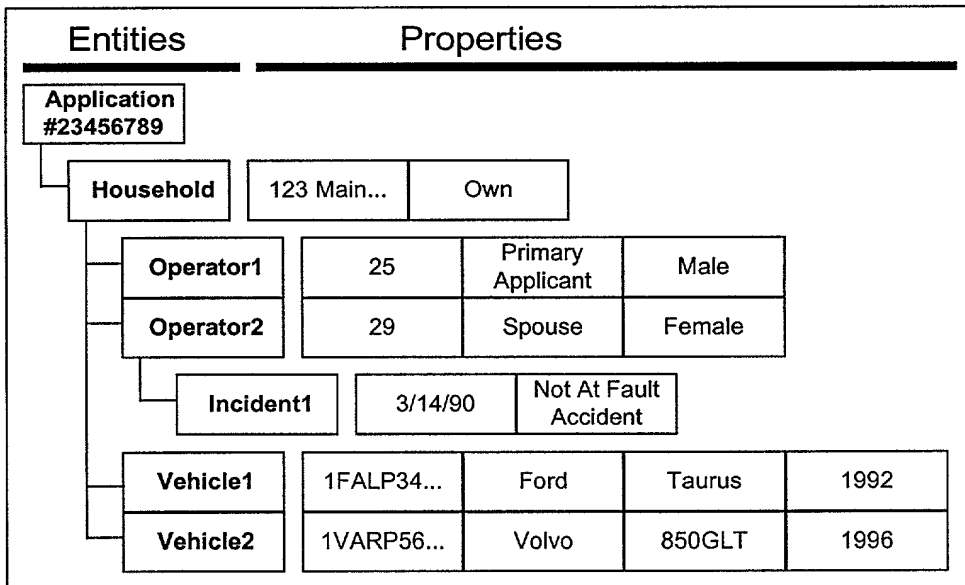 Entities Properties
Application
#23456789
Household 123 Main... Own
Operator1 25 Primary Applicant Male
Operator2 29 Spouse Female
Incident1 3/14/90 Not At Fault Accident
Vehicle1 1FALP34... Ford Taurus 1992
Vehicle2 1VARP56... Volvo 850GLT 1996